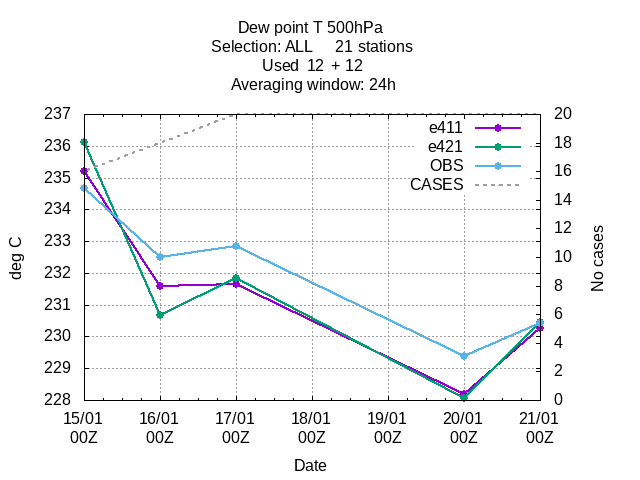 Dew point T 500hPa
Selection: ALL 21 stations
Used 12 + 12
Averaging window: 24h
237
236
235
234
233
232
231
230
229
228
deg C
20
18
16
14
12
10
8
6
4
2
0
No cases
e411
e421
OBS
CASES
15/01 16/01 17/01 18/01 19/01 20/01 21/01
00Z 00Z 00Z 00Z 00Z 00Z 00Z
Date